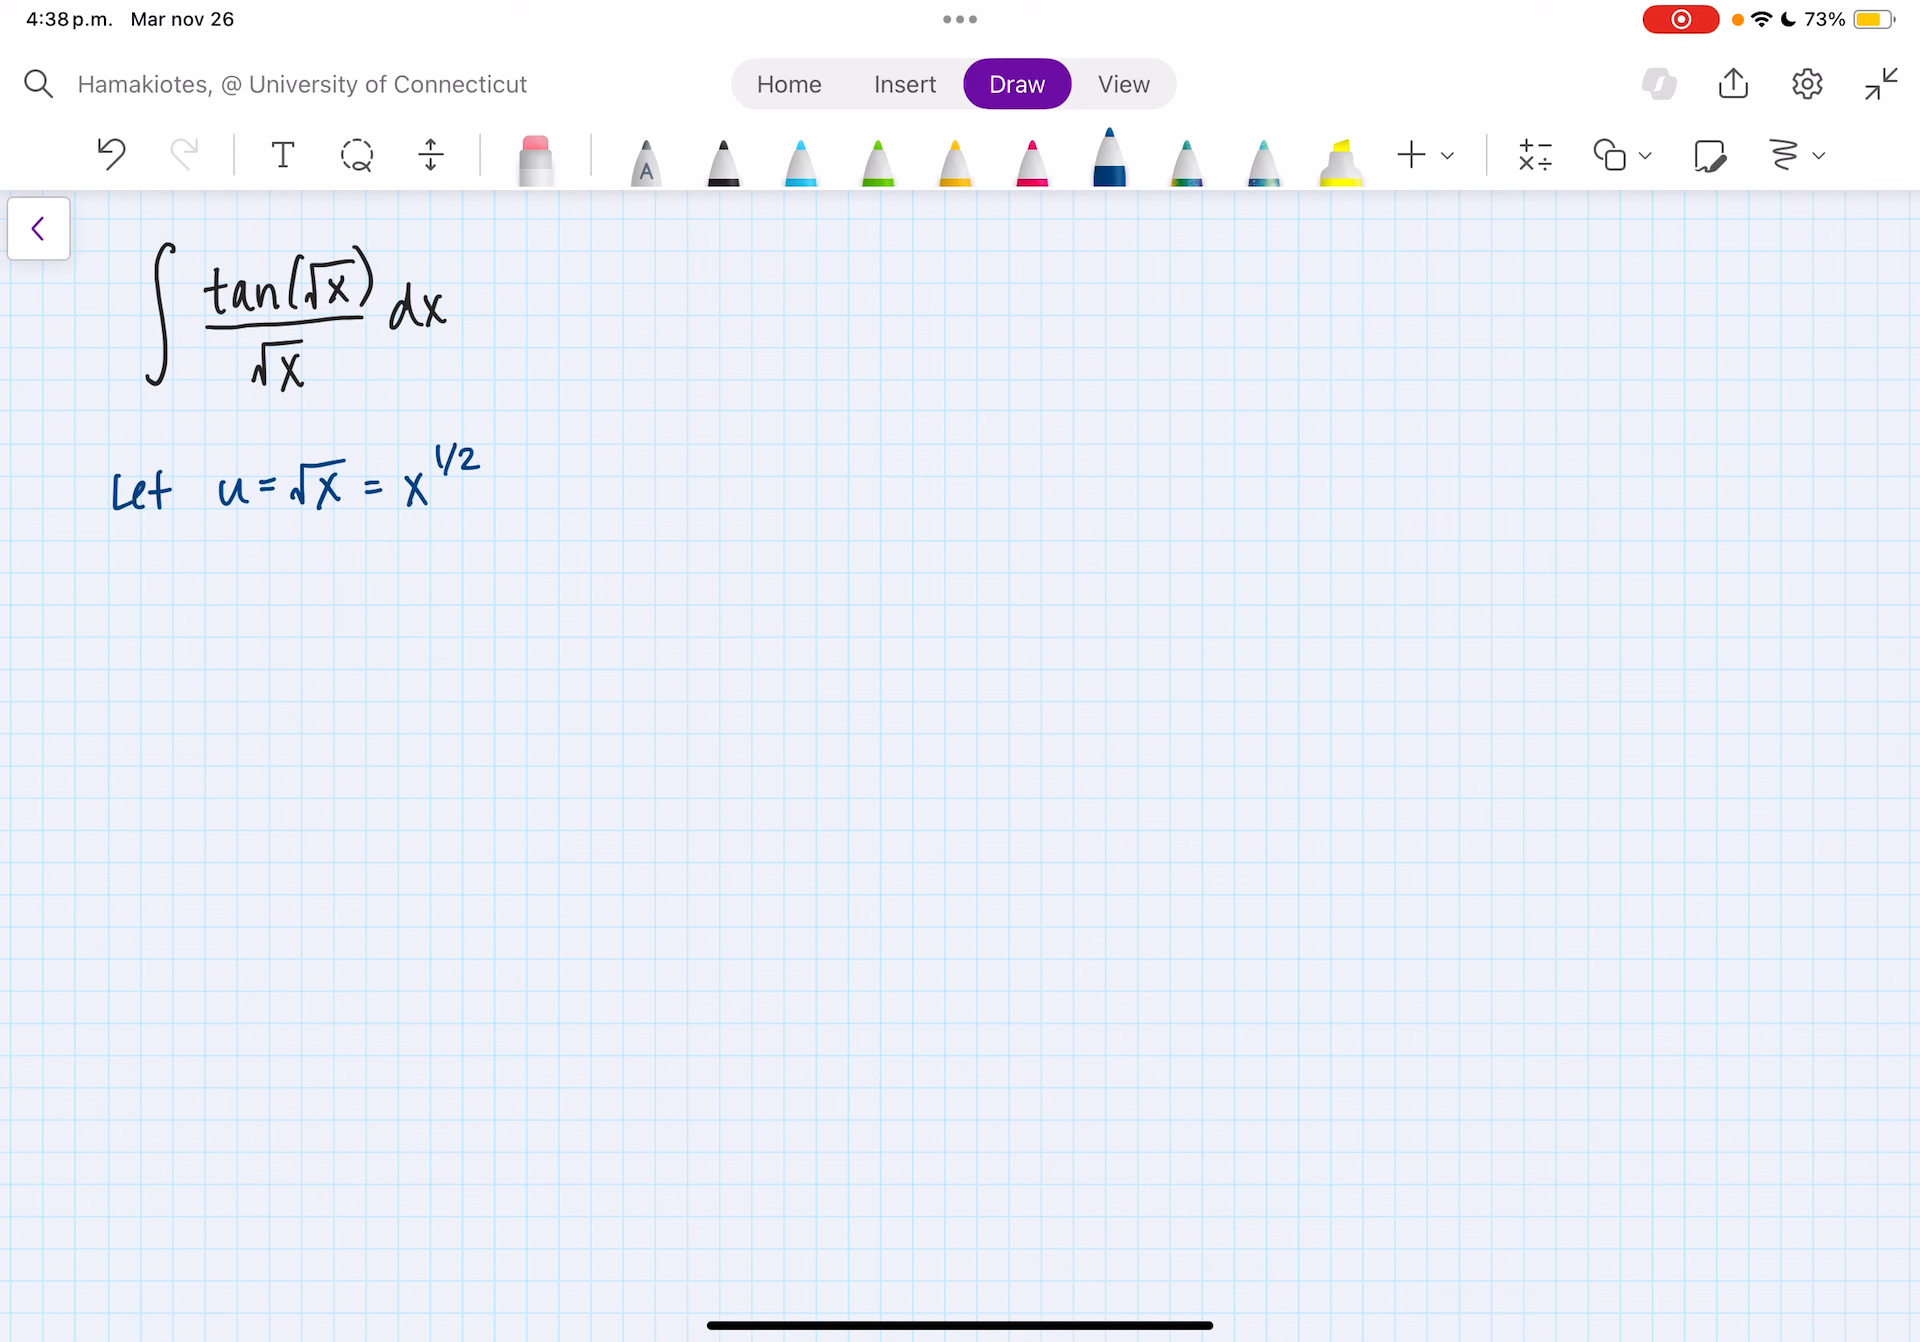 4:38 p.m. Mar nov 26
73%
Hamakiotes, @ University of Connecticut
Home Insert Draw View
T
A
∫ tan(√x)/√x dx
Let u = √x = x^1/2